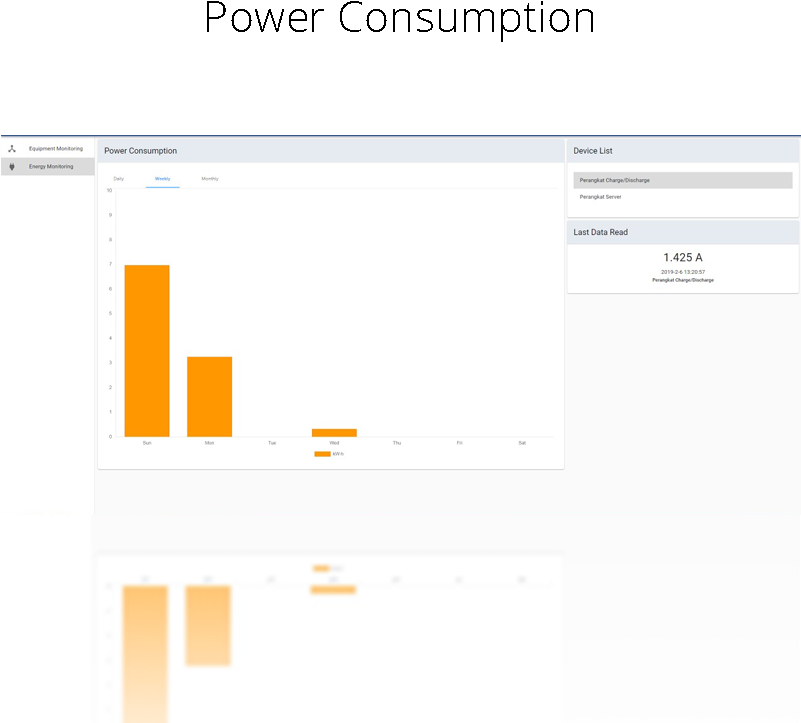 Power Consumption
Equipment Monitoring
Energy Monitoring
Power Consumption
Daily Weekly Monthly
10
9
8
7
6
5
4
3
2
1
0
Sun Mon Tue Wed Thu Fri Sat
kW·h
Device List
Perangkat Charge/Discharge
Perangkat Server
Last Data Read
1.425 A
2019-2-6 13:20:57
Perangkat Charge/Discharge